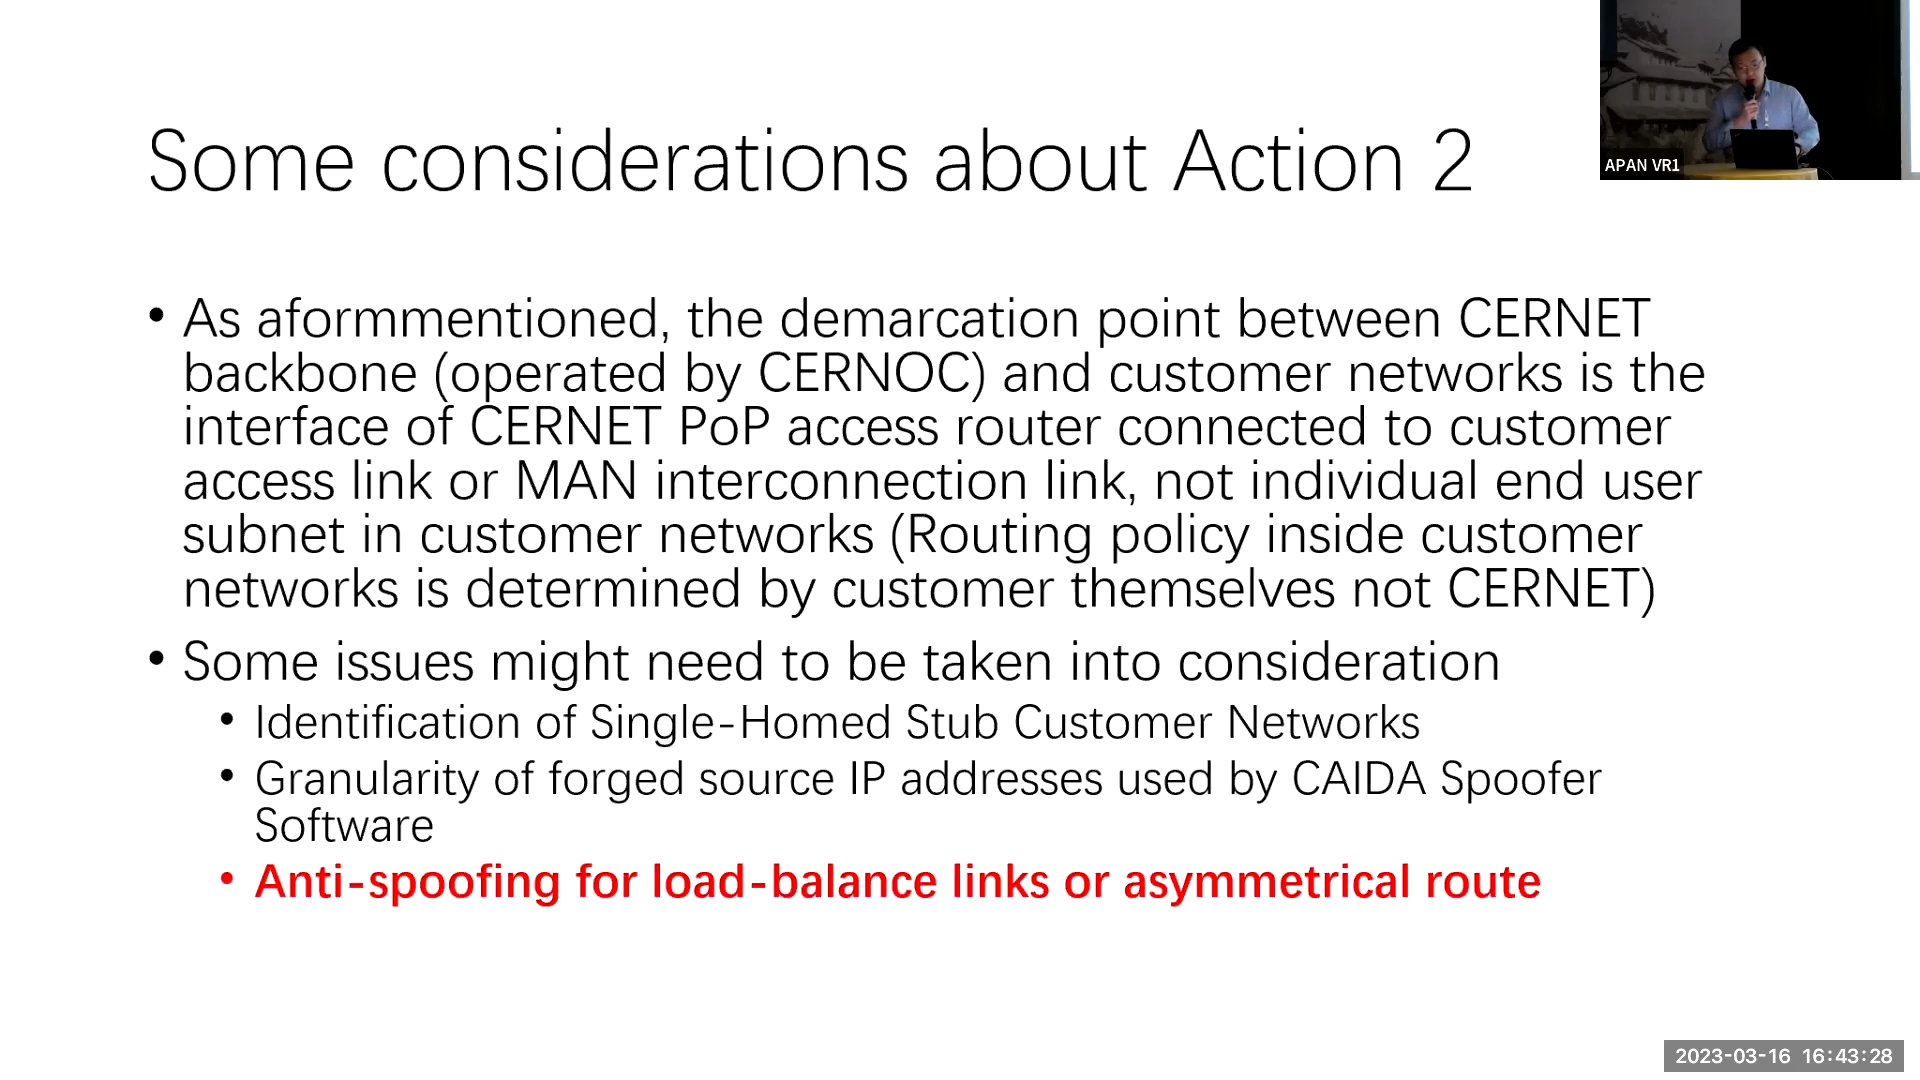 Some considerations about Action 2
APAN VR1
• As aformmentioned, the demarcation point between CERNET
backbone (operated by CERNOC) and customer networks is the
interface of CERNET PoP access router connected to customer
access link or MAN interconnection link, not individual end user
subnet in customer networks (Routing policy inside customer
networks is determined by customer themselves not CERNET)
• Some issues might need to be taken into consideration
• Identification of Single-Homed Stub Customer Networks
• Granularity of forged source IP addresses used by CAIDA Spoofer
Software
• Anti-spoofing for load-balance links or asymmetrical route
2023-03-16 16:43:28